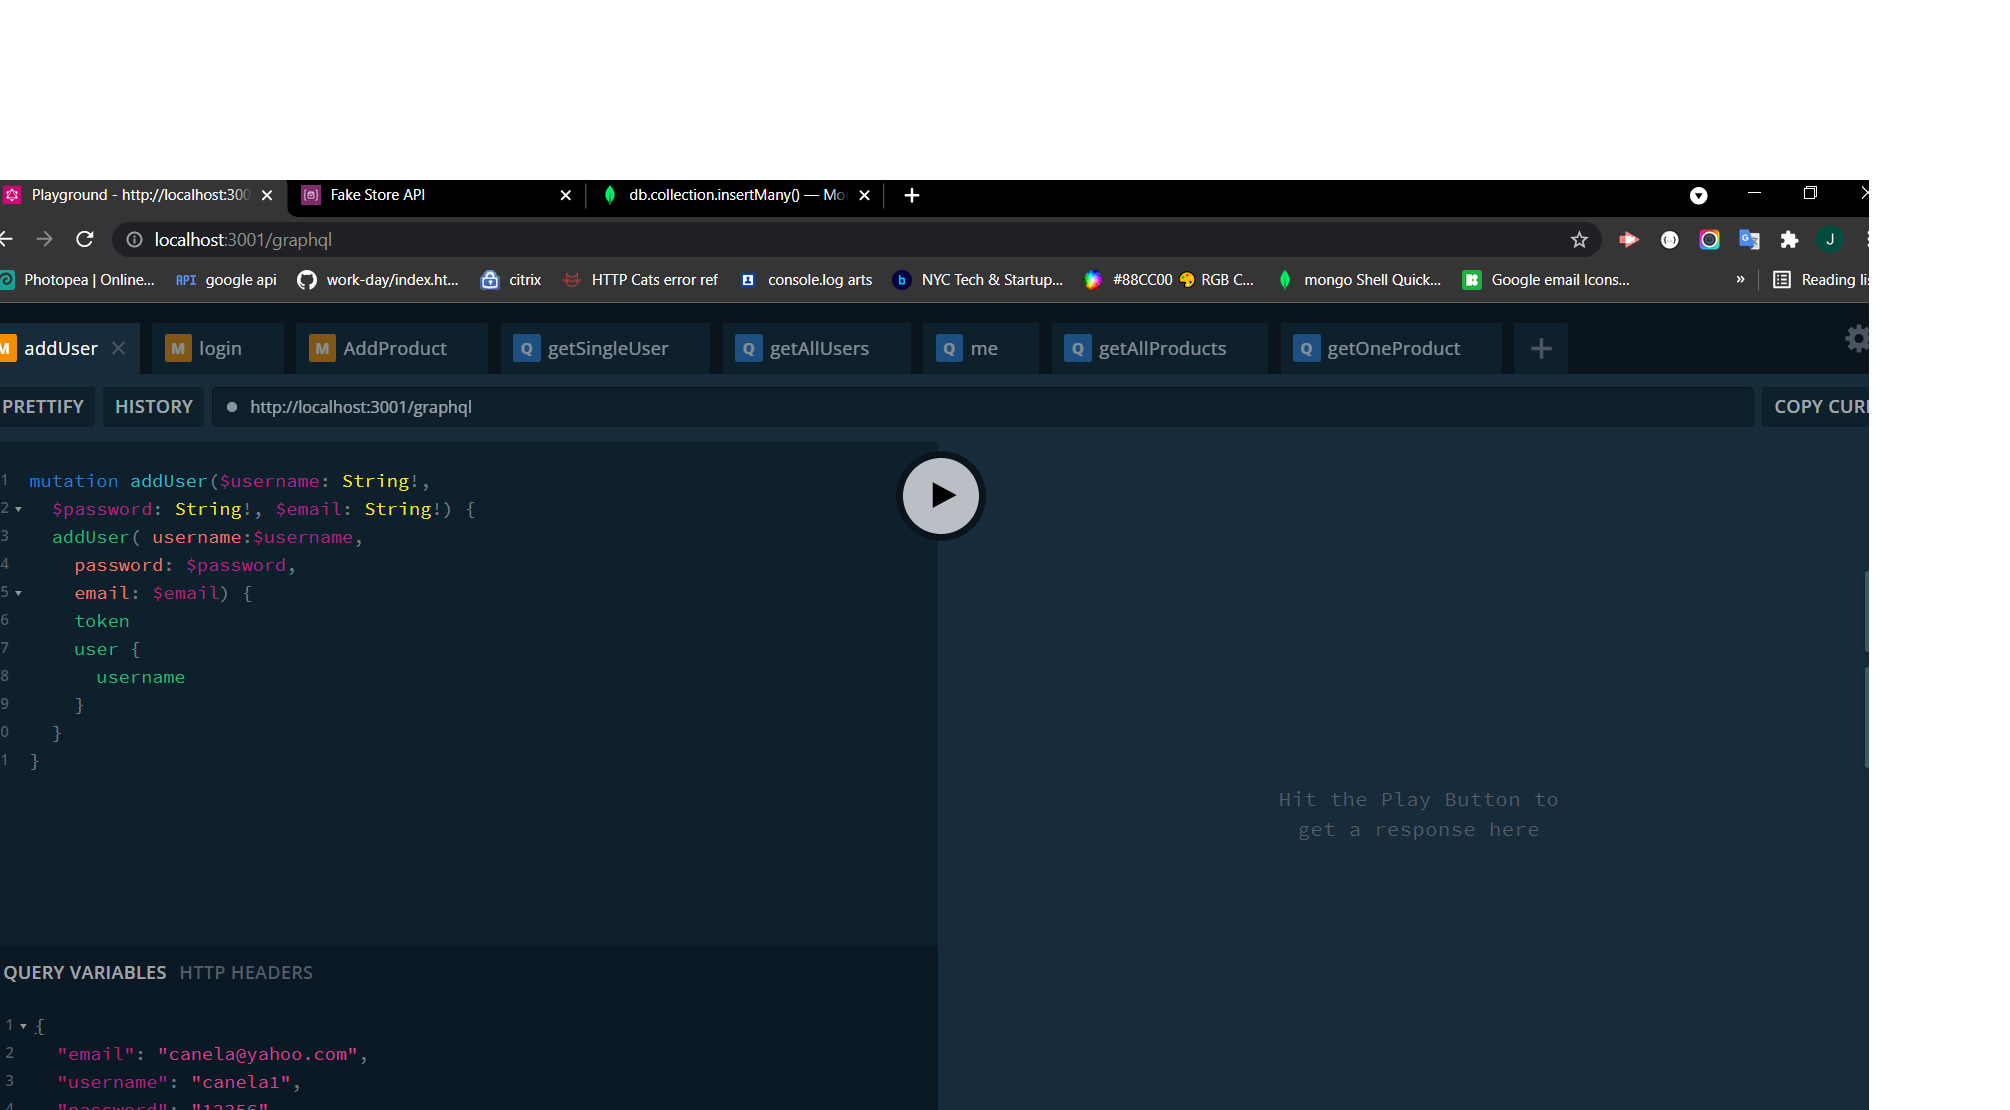 Playground - http://localhost:300
Fake Store API
db.collection.insertMany() — Mo
localhost:3001/graphql
J
Photopea | Online...
API google api
work-day/index.ht...
citrix
HTTP Cats error ref
console.log arts
b NYC Tech & Startup...
#88CC00 🎨 RGB C...
mongo Shell Quick...
Google email Icons...
»
Reading lis
M addUser
M login
M AddProduct
Q getSingleUser
Q getAllUsers
Q me
Q getAllProducts
Q getOneProduct
PRETTIFY
HISTORY
http://localhost:3001/graphql
COPY CUR
1 mutation addUser($username: String!,
2 $password: String!, $email: String!) {
3 addUser( username:$username,
4 password: $password,
5 email: $email) {
6 token
7 user {
8 username
9 }
0 }
1 }
Hit the Play Button to
get a response here
QUERY VARIABLES HTTP HEADERS
1 {
2 "email": "canela@yahoo.com",
3 "username": "canela1",
4 "password": "12356"